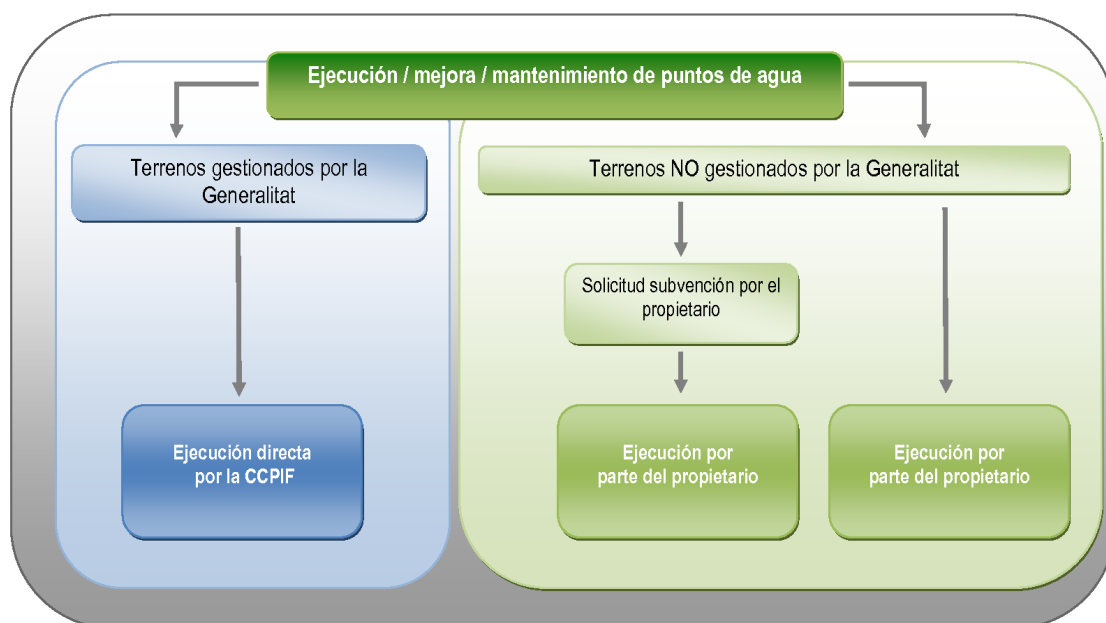 Ejecución / mejora / mantenimiento de puntos de agua
Terrenos gestionados por la
Generalitat
Terrenos NO gestionados por la Generalitat
Solicitud subvención por el
propietario
Ejecución directa
por la CCPIF
Ejecución por
parte del propietario
Ejecución por
parte del propietario